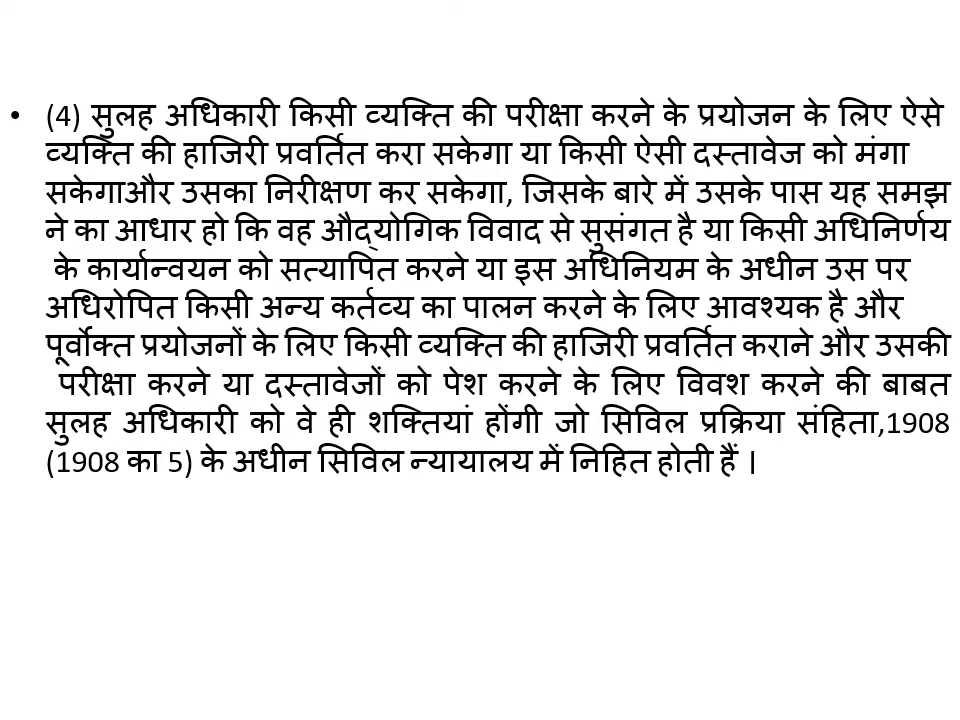 • (4) सुलह अधिकारी किसी व्यक्ति की परीक्षा करने के प्रयोजन के लिए ऐसे
व्यक्ति की हाजिरी प्रवर्तित करा सकेगा या किसी ऐसी दस्तावेज को मंगा
सकेगाऔर उसका निरीक्षण कर सकेगा, जिसके बारे में उसके पास यह समझ
ने का आधार हो कि वह औद्योगिक विवाद से सुसंगत है या किसी अधिनिर्णय
के कार्यान्वयन को सत्यापित करने या इस अधिनियम के अधीन उस पर
अधिरोपित किसी अन्य कर्तव्य का पालन करने के लिए आवश्यक है और
पूर्वोक्त प्रयोजनों के लिए किसी व्यक्ति की हाजिरी प्रवर्तित कराने और उसकी
परीक्षा करने या दस्तावेजों को पेश करने के लिए विवश करने की बाबत
सुलह अधिकारी को वे ही शक्तियां होंगी जो सिविल प्रक्रिया संहिता,1908
(1908 का 5) के अधीन सिविल न्यायालय में निहित होती हैं ।